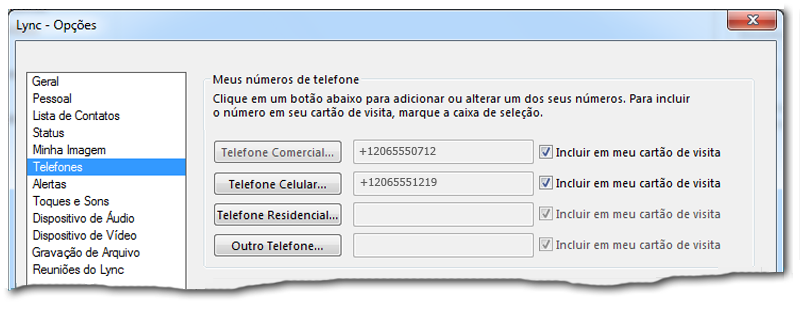 Lync - Opções
Geral
Pessoal
Lista de Contatos
Status
Minha Imagem
Telefones
Alertas
Toques e Sons
Dispositivo de Áudio
Dispositivo de Vídeo
Gravação de Arquivo
Reuniões do Lync
Meus números de telefone
Clique em um botão abaixo para adicionar ou alterar um dos seus números. Para incluir
o número em seu cartão de visita, marque a caixa de seleção.
Telefone Comercial... +12065550712 Incluir em meu cartão de visita
Telefone Celular... +12065551219 Incluir em meu cartão de visita
Telefone Residencial... Incluir em meu cartão de visita
Outro Telefone... Incluir em meu cartão de visita